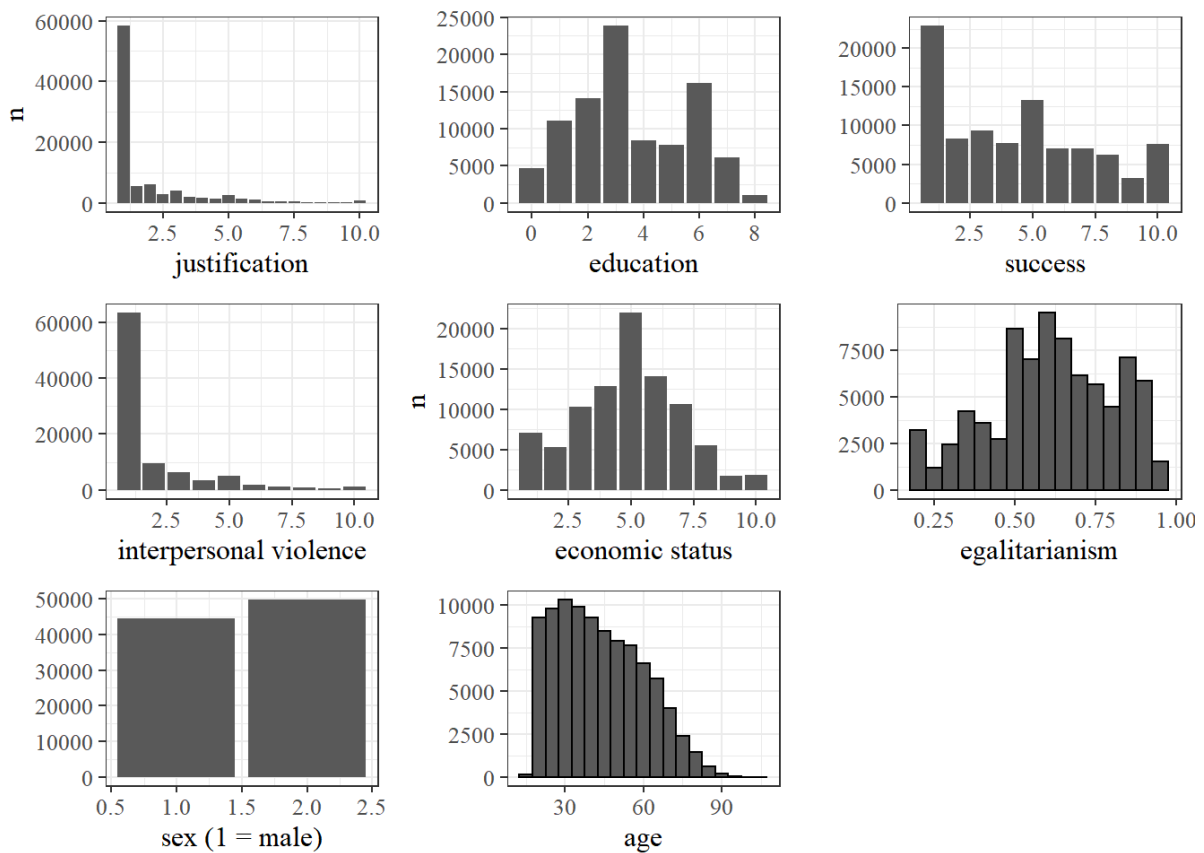 60000
40000
20000
0
n
2.5 5.0 7.5 10.0
justification
25000
20000
15000
10000
5000
0
0 2 4 6 8
education
20000
15000
10000
5000
0
2.5 5.0 7.5 10.0
success
60000
40000
20000
0
2.5 5.0 7.5 10.0
interpersonal violence
20000
15000
10000
5000
0
n
2.5 5.0 7.5 10.0
economic status
7500
5000
2500
0
0.25 0.50 0.75 1.00
egalitarianism
50000
40000
30000
20000
10000
0
0.5 1.0 1.5 2.0 2.5
sex (1 = male)
10000
7500
5000
2500
0
30 60 90
age